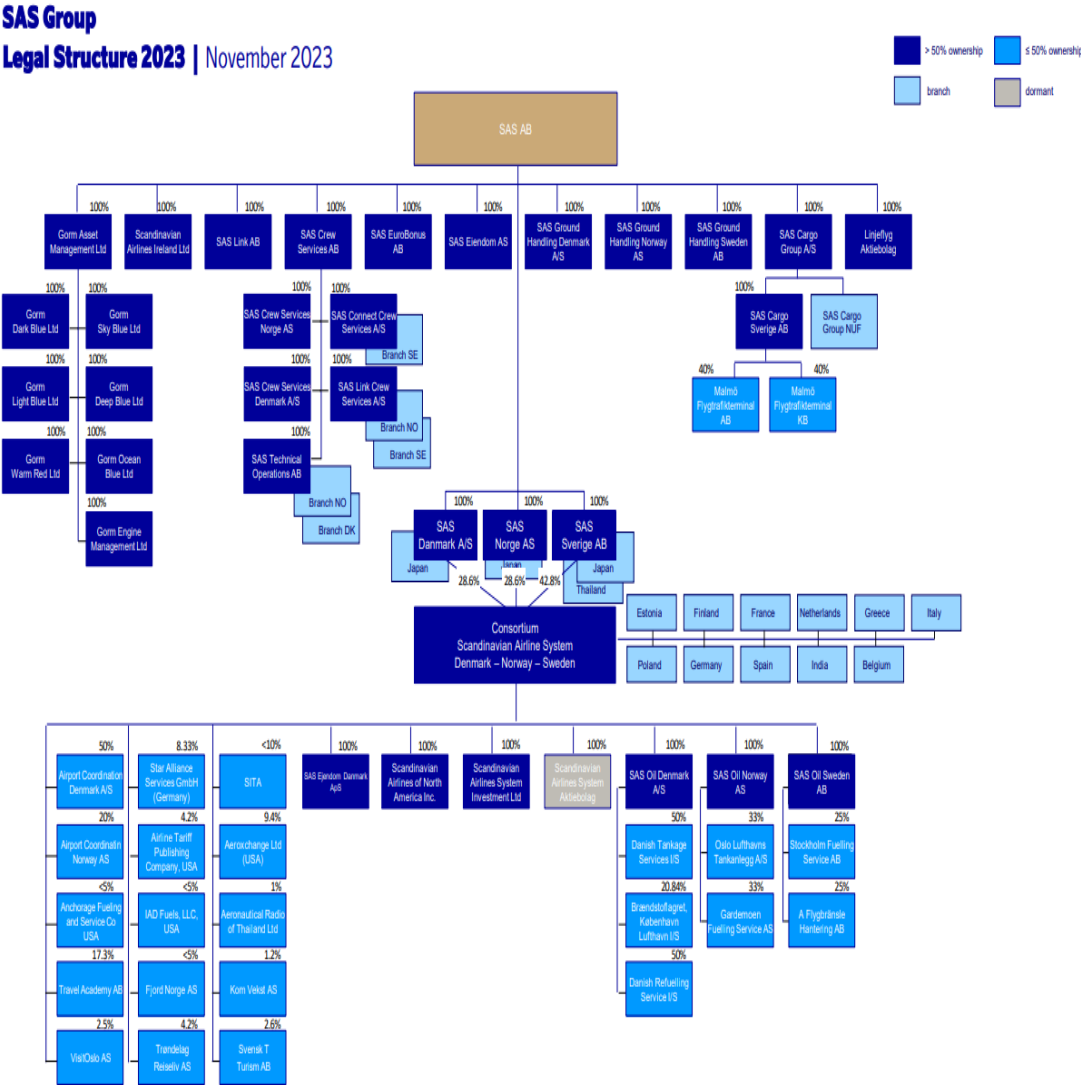 SAS Group
Legal Structure 2023 | November 2023
> 50% ownership
≤ 50% ownership
branch
dormant
SAS AB
100%
100%
100%
100%
100%
100%
100%
100%
100%
100%
100%
Gorm Asset
Management Ltd
Scandinavian
Airlines Ireland Ltd
SAS Link AB
SAS Crew
Services AB
SAS EuroBonus
AB
SAS Eiendom AS
SAS Ground
Handling Denmark
A/S
SAS Ground
Handling Norway
AS
SAS Ground
Handling Sweden
AB
SAS Cargo
Group A/S
Linjeflyg
Aktiebolag
100%
100%
Gorm
Dark Blue Ltd
Gorm
Sky Blue Ltd
100%
100%
Gorm
Light Blue Ltd
Gorm
Deep Blue Ltd
100%
100%
Gorm
Warm Red Ltd
Gorm Ocean
Blue Ltd
100%
Gorm Engine
Management Ltd
100%
100%
SAS Crew Services
Norge AS
SAS Connect Crew
Services A/S
Branch SE
100%
100%
SAS Crew Services
Denmark A/S
SAS Link Crew
Services A/S
Branch NO
Branch SE
100%
SAS Technical
Operations AB
Branch NO
Branch DK
100%
SAS Cargo
Sverige AB
SAS Cargo
Group NUF
40%
40%
Malmö
Flygtrafikterminal
AB
Malmö
Flygtrafikterminal
KB
100%
100%
100%
SAS
Danmark A/S
SAS
Norge AS
SAS
Sverige AB
Japan
Japan
Japan
Thailand
28.6%
28.6%
42.8%
Consortium
Scandinavian Airline System
Denmark – Norway – Sweden
Estonia
Finland
France
Netherlands
Greece
Italy
Poland
Germany
Spain
India
Belgium
50%
Airport Coordination
Denmark A/S
20%
Airport Coordinatin
Norway AS
<5%
Anchorage Fueling
and Service Co
USA
17.3%
Travel Academy AB
2.5%
VisitOslo AS
8.33%
Star Alliance
Services GmbH
(Germany)
4.2%
Airline Tariff
Publishing
Company, USA
<5%
IAD Fuels, LLC,
USA
<5%
Fjord Norge AS
4.2%
Trøndelag
Reiseliv AS
<10%
SITA
9.4%
Aeroxchange Ltd
(USA)
1%
Aeronautical Radio
of Thailand Ltd
1.2%
Kom Vekst AS
2.6%
Svensk T
Turism AB
100%
SAS Ejendom Danmark
ApS
100%
Scandinavian
Airlines of North
America Inc.
100%
Scandinavian
Airlines System
Investment Ltd
100%
Scandinavian
Airlines System
Aktiebolag
100%
SAS Oil Denmark
A/S
50%
Danish Tankage
Services I/S
20.84%
Brændstoflagret,
København
Lufthavn I/S
50%
Danish Refuelling
Service I/S
100%
SAS Oil Norway
AS
33%
Oslo Lufthavns
Tankanlegg A/S
33%
Gardemoen
Fuelling Service AS
100%
SAS Oil Sweden
AB
25%
Stockholm Fuelling
Service AB
25%
A Flygbränsle
Hantering AB